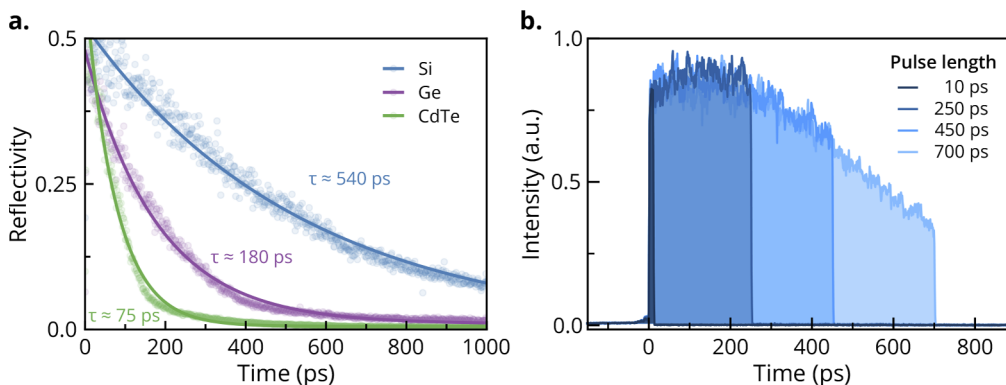 a.
0.5
0.25
0.0
Reflectivity
0
200
400
600
800
1000
Time (ps)
Si
Ge
CdTe
τ ≈ 540 ps
τ ≈ 180 ps
τ ≈ 75 ps
b.
1.0
0.5
0.0
Intensity (a.u.)
0
200
400
600
800
Time (ps)
Pulse length
10 ps
250 ps
450 ps
700 ps